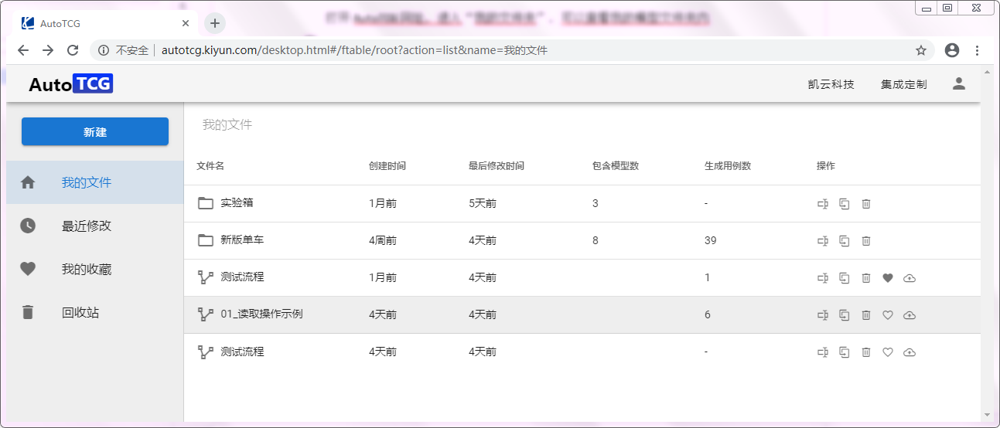 AutoTCG
不安全 autotcg.kiyun.com/desktop.html#/ftable/root?action=list&name=我的文件
AutoTCG 凯云科技 集成定制
新建
我的文件
最近修改
我的收藏
回收站
我的文件
文件名 创建时间 最后修改时间 包含模型数 生成用例数 操作
实验箱 1月前 5天前 3 -
新版单车 4周前 4天前 8 39
测试流程 1月前 4天前 1
01_读取操作示例 4天前 4天前 6
测试流程 4天前 4天前 -